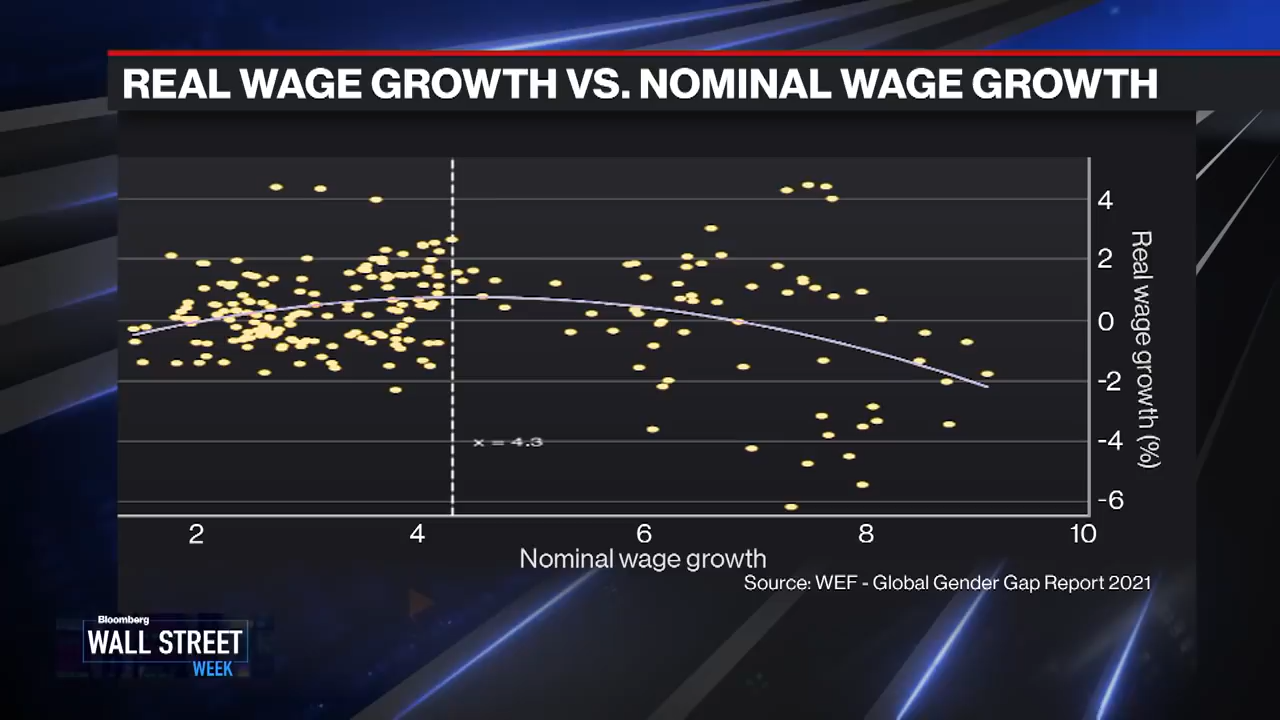 REAL WAGE GROWTH VS. NOMINAL WAGE GROWTH
4
2
0
-2
-4
-6
Real wage growth (%)
x = 4.3
2 4 6 8 10
Nominal wage growth
Source: WEF - Global Gender Gap Report 2021
Bloomberg
WALL STREET
WEEK